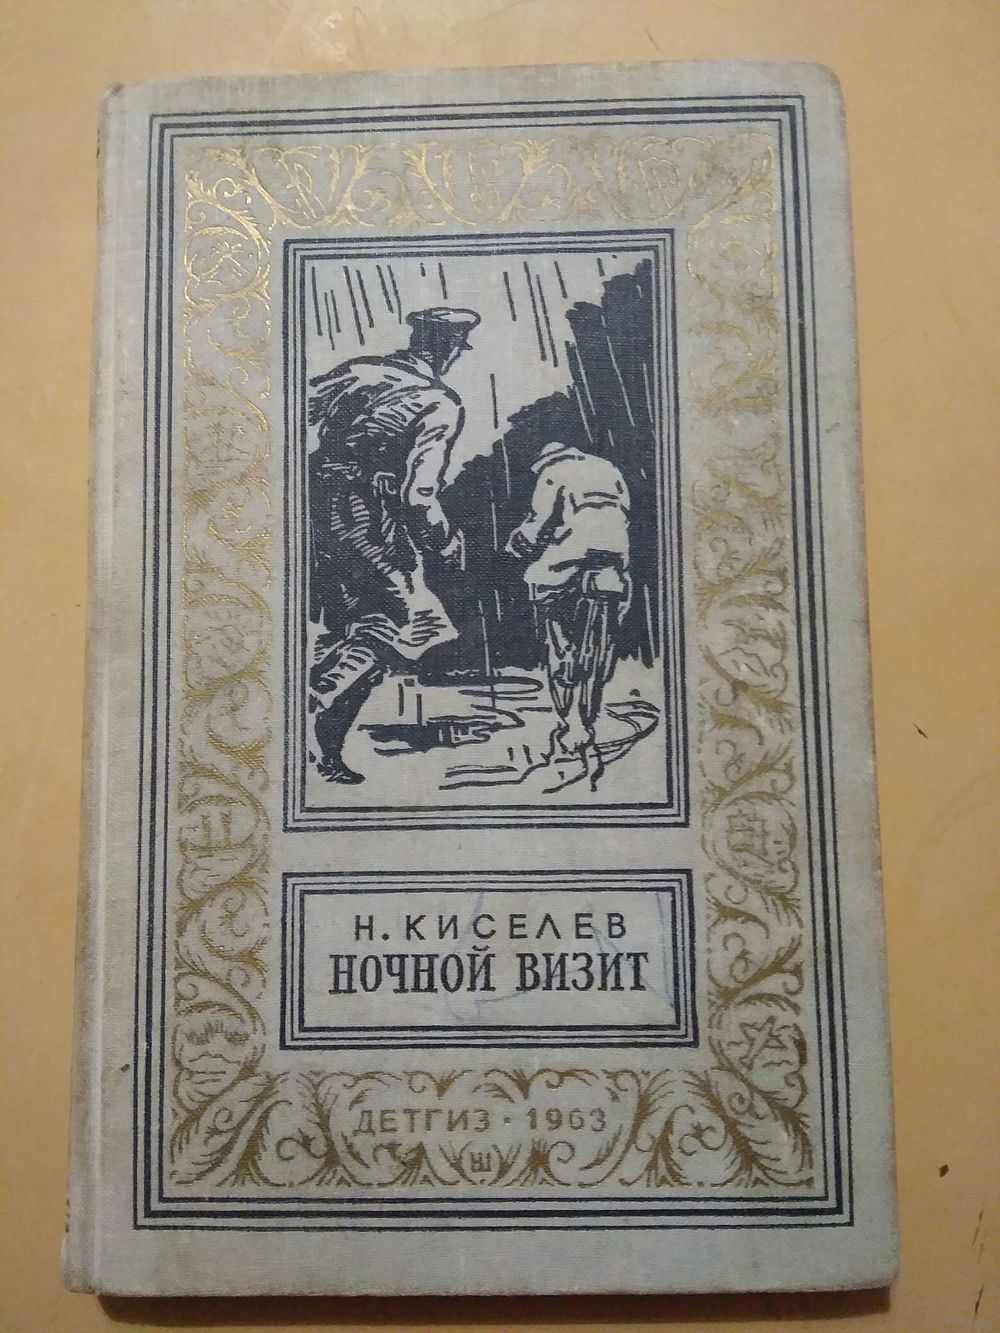 Н. КИСЕЛЕВ
НОЧНОЙ ВИЗИТ
ДЕТГИЗ · 1963